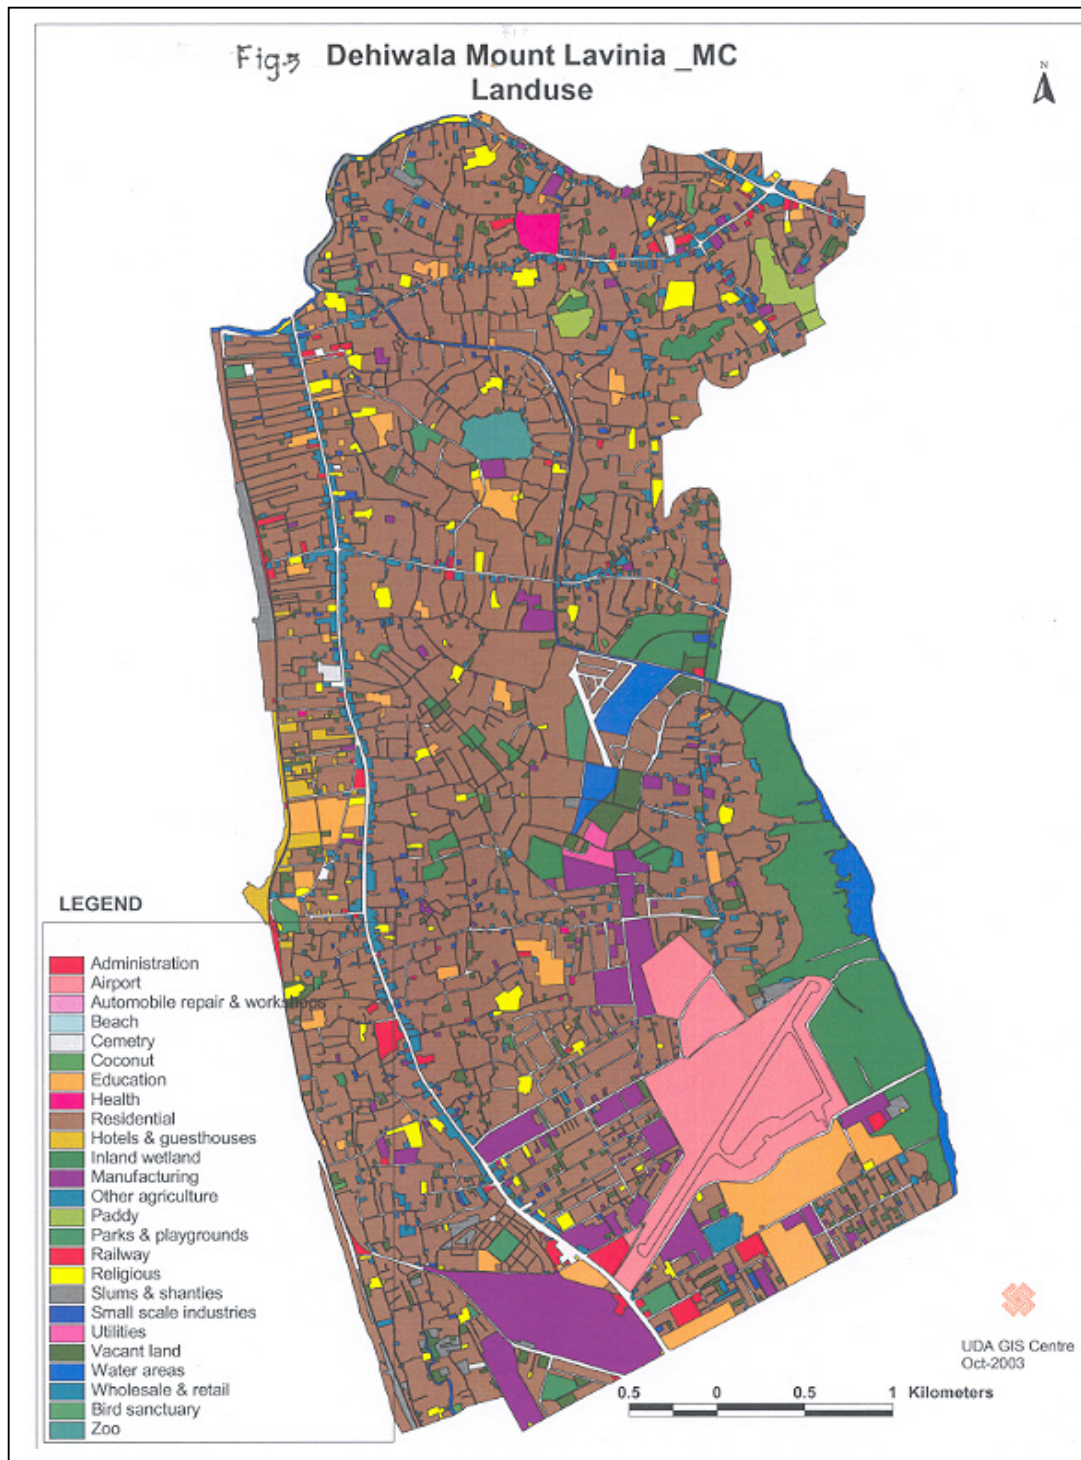 Fig.3 Dehiwala Mount Lavinia _MC
Landuse
N
LEGEND
Administration
Airport
Automobile repair & workshops
Beach
Cemetry
Coconut
Education
Health
Residential
Hotels & guesthouses
Inland wetland
Manufacturing
Other agriculture
Paddy
Parks & playgrounds
Railway
Religious
Slums & shanties
Small scale industries
Utilities
Vacant land
Water areas
Wholesale & retail
Bird sanctuary
Zoo
UDA GIS Centre
Oct-2003
0.5 0 0.5 1 Kilometers